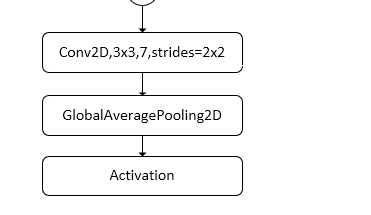 Conv2D,3x3,7,strides=2x2
GlobalAveragePooling2D
Activation